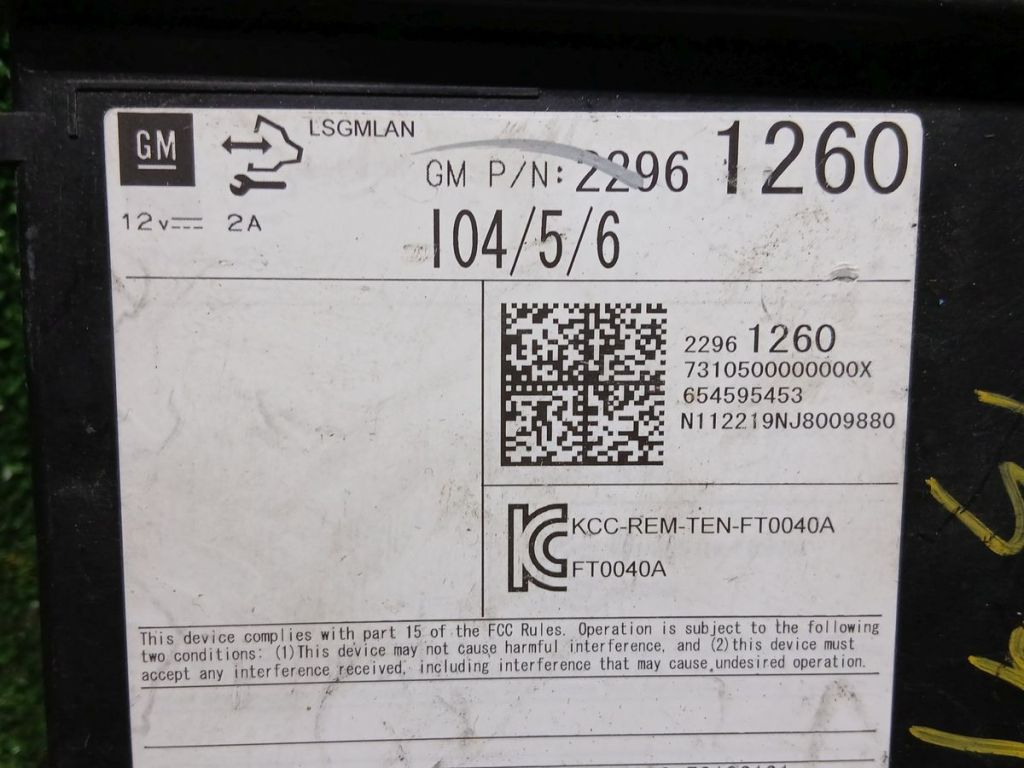 GM
LSGMLAN
GM P/N: 2296 1260
12v 2A
104/5/6
2296 1260
7310500000000X
654595453
N112219NJ8009880
KCC-REM-TEN-FT0040A
FT0040A
This device complies with part 15 of the FCC Rules. Operation is subject to the following
two conditions: (1)This device may not cause harmful interference, and (2)this device must
accept any interference received, including interference that may cause undesired operation.